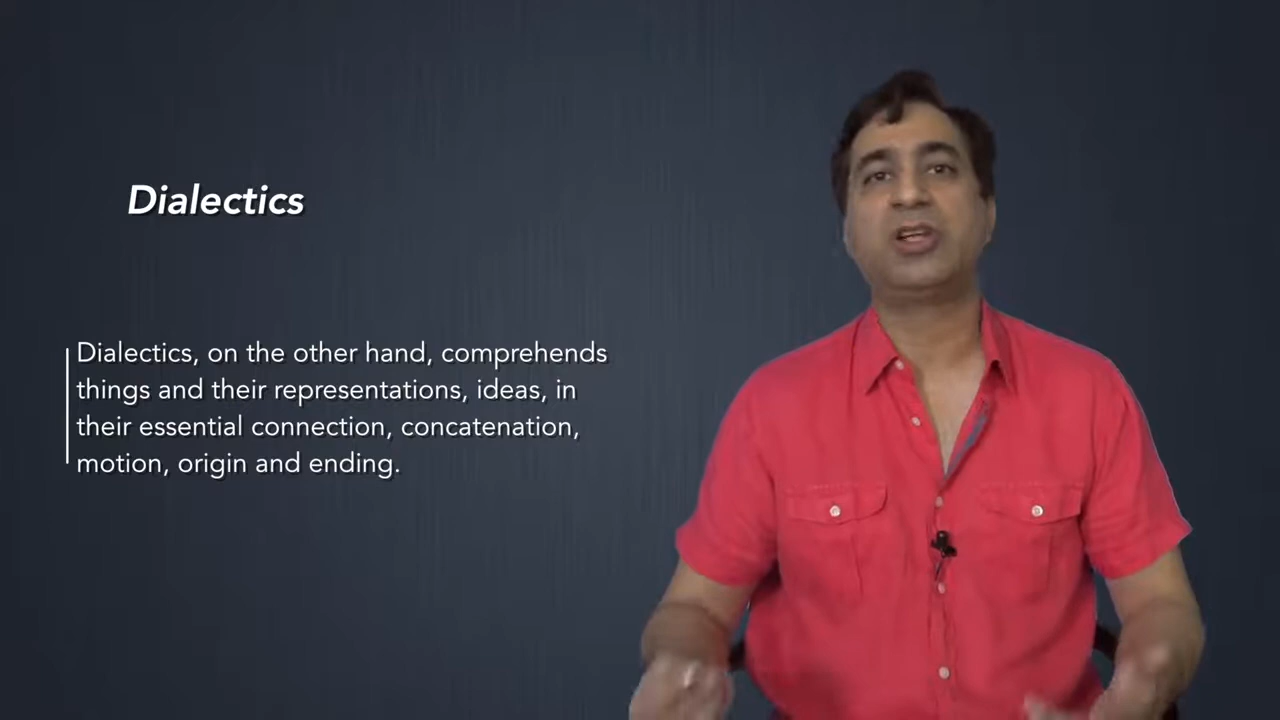 Dialectics
Dialectics, on the other hand, comprehends
things and their representations, ideas, in
their essential connection, concatenation,
motion, origin and ending.